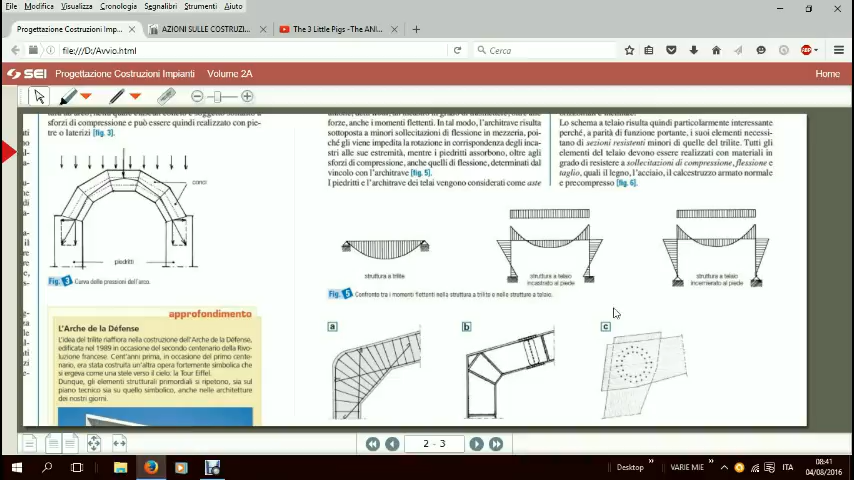 File Modifica Visualizza Cronologia Segnalibri Strumenti Aiuto
Progettazione Costruzioni Impi... AZIONI SULLE COSTRUZIO... The 3 Little Pigs - The ANI...
file:///D:/Avvio.html Cerca ABP
SEI Progettazione Costruzioni Impianti Volume 2A Home
sforzi di compressione e può essere quindi realizzato con pie-
tre o laterizi [fig. 3].
conci
piedritti
Fig. 3 Curva delle pressioni dell'arco.
approfondimento
L'Arche de la Défense
L'idea del trilite riaffiora nella costruzione dell'Arche de la Défense,
edificata nel 1989 in occasione del secondo centenario della Rivo-
luzione francese. Cent'anni prima, in occasione del primo cente-
nario, era stata costruita un'altra opera fortemente simbolica che
si ergeva come una stele verso il cielo: la Tour Eiffel.
Dunque, gli elementi strutturali primordiali si ripetono, sia sul
piano tecnico sia su quello simbolico, anche nelle architetture
dei nostri giorni.
forze, anche i momenti flettenti. In tal modo, l'architrave risulta
sottoposta a minori sollecitazioni di flessione in mezzeria, poi-
ché gli viene impedita la rotazione in corrispondenza degli inca-
stri alle sue estremità, mentre i piedritti assorbono, oltre agli
sforzi di compressione, anche quelli di flessione, determinati dal
vincolo con l'architrave [fig. 5].
I piedritti e l'architrave dei telai vengono considerati come aste
Lo schema a telaio risulta quindi particolarmente interessante
perché, a parità di funzione portante, i suoi elementi necessi-
tano di sezioni resistenti minori di quelle del trilite. Tutti gli
elementi del telaio devono essere realizzati con materiali in
grado di resistere a sollecitazioni di compressione, flessione e
taglio, quali il legno, l'acciaio, il calcestruzzo armato normale
e precompresso [fig. 6].
struttura a trilite
struttura a telaio
incastrato al piede
struttura a telaio
incernierato al piede
Fig. 5 Confronto tra i momenti flettenti nella struttura a trilite e nelle strutture a telaio.
a b c
2 - 3
Desktop VARIE MIE ITA 08:41
04/08/2016